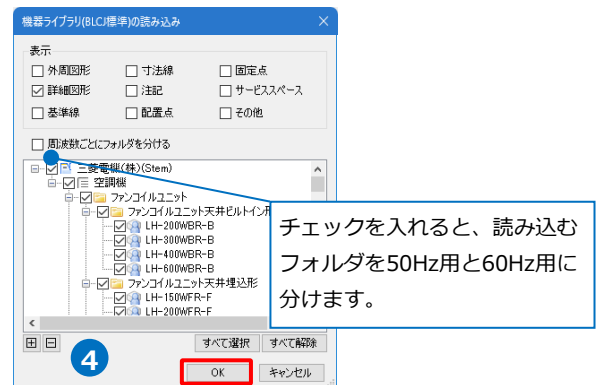 機器ライブラリ(BLCJ標準)の読み込み
表示
外周図形 寸法線 固定点
詳細図形 注記 サービススペース
基準線 配置点 その他
周波数ごとにフォルダを分ける
三菱電機(株)(Stem)
空調機
ファンコイルユニット
ファンコイルユニット天井ビルトイン形
LH-200WBR-B
LH-300WBR-B
LH-400WBR-B
LH-600WBR-B
ファンコイルユニット天井埋込形
LH-150WFR-F
LH-200WFR-F
チェックを入れると、読み込む
フォルダを50Hz用と60Hz用に
分けます。
すべて選択 すべて解除
4
OK キャンセル